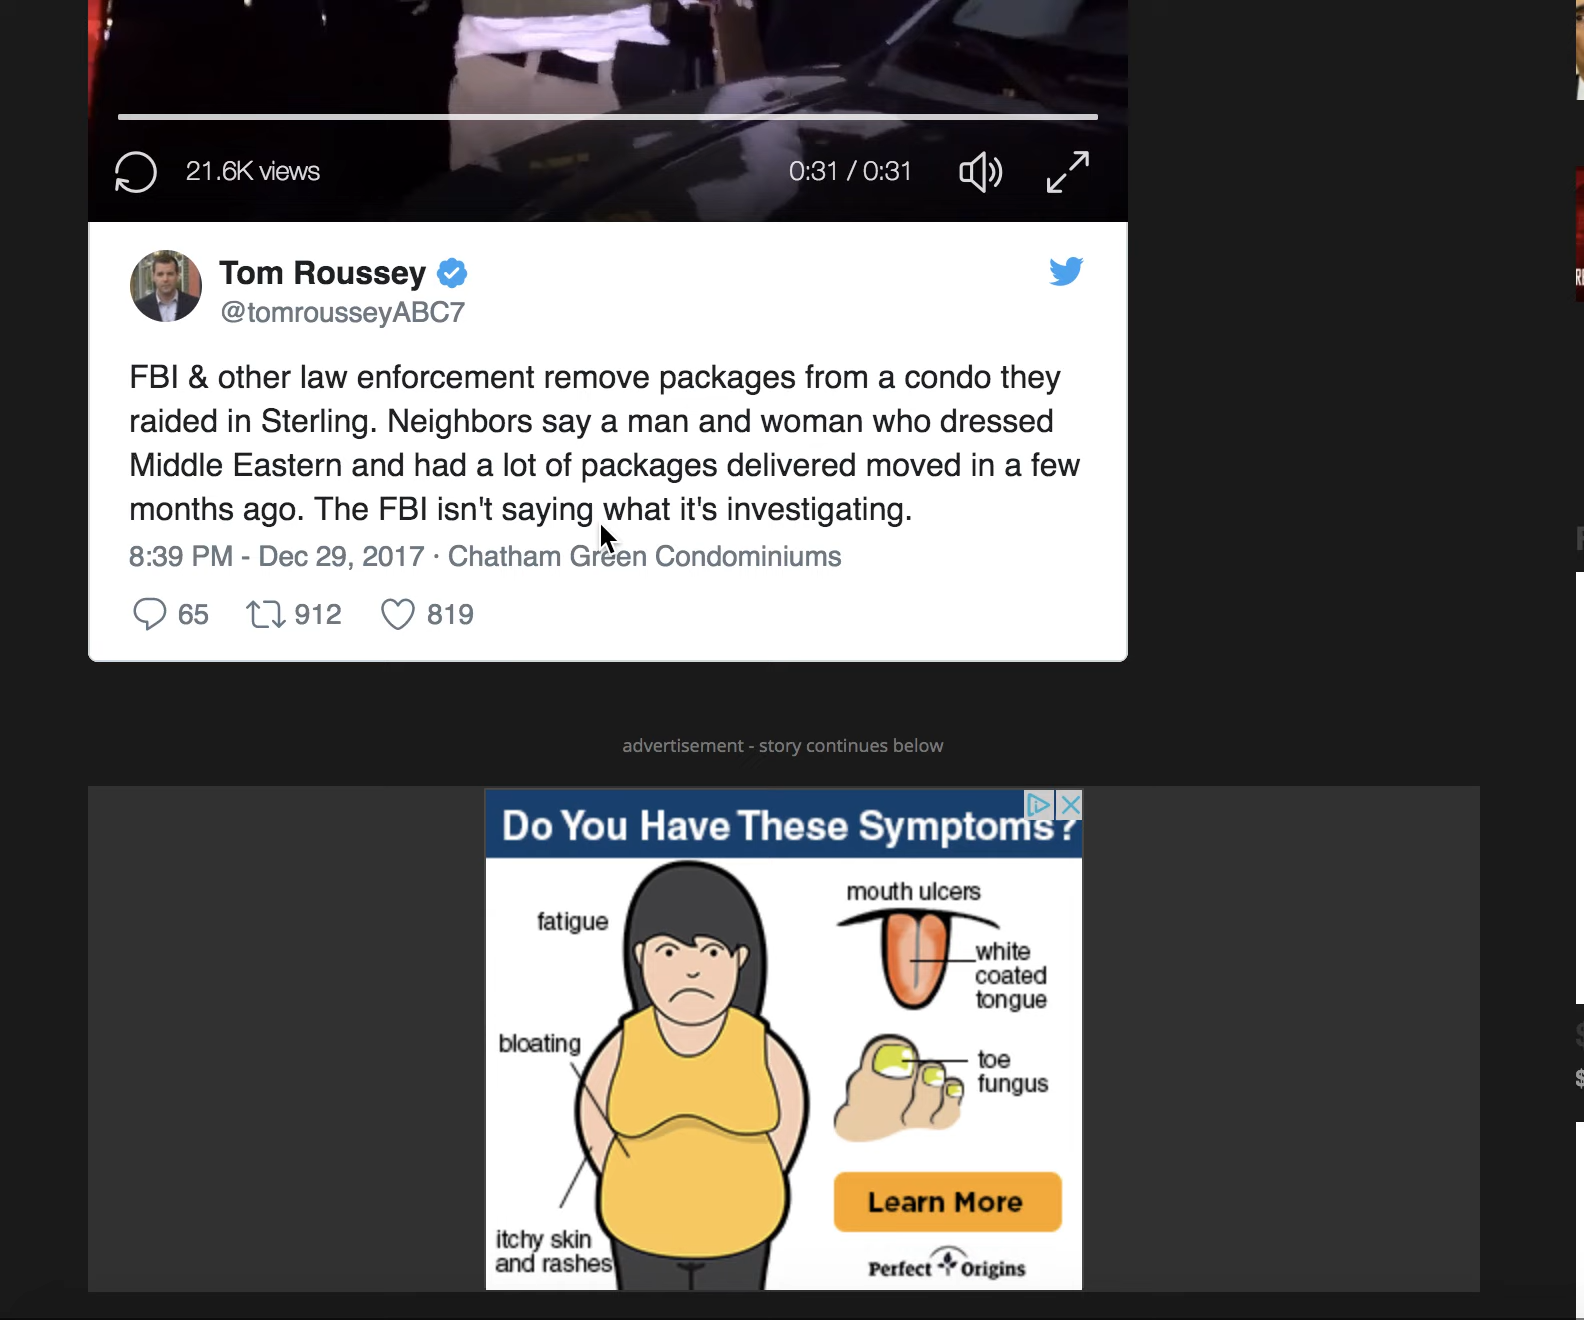 21.6K views
0:31 / 0:31
Tom Roussey
@tomrousseyABC7
FBI & other law enforcement remove packages from a condo they
raided in Sterling. Neighbors say a man and woman who dressed
Middle Eastern and had a lot of packages delivered moved in a few
months ago. The FBI isn't saying what it's investigating.
8:39 PM - Dec 29, 2017 · Chatham Green Condominiums
65 912 819
advertisement - story continues below
Do You Have These Symptoms?
fatigue
mouth ulcers
white
coated
tongue
bloating
toe
fungus
itchy skin
and rashes
Learn More
Perfect Origins